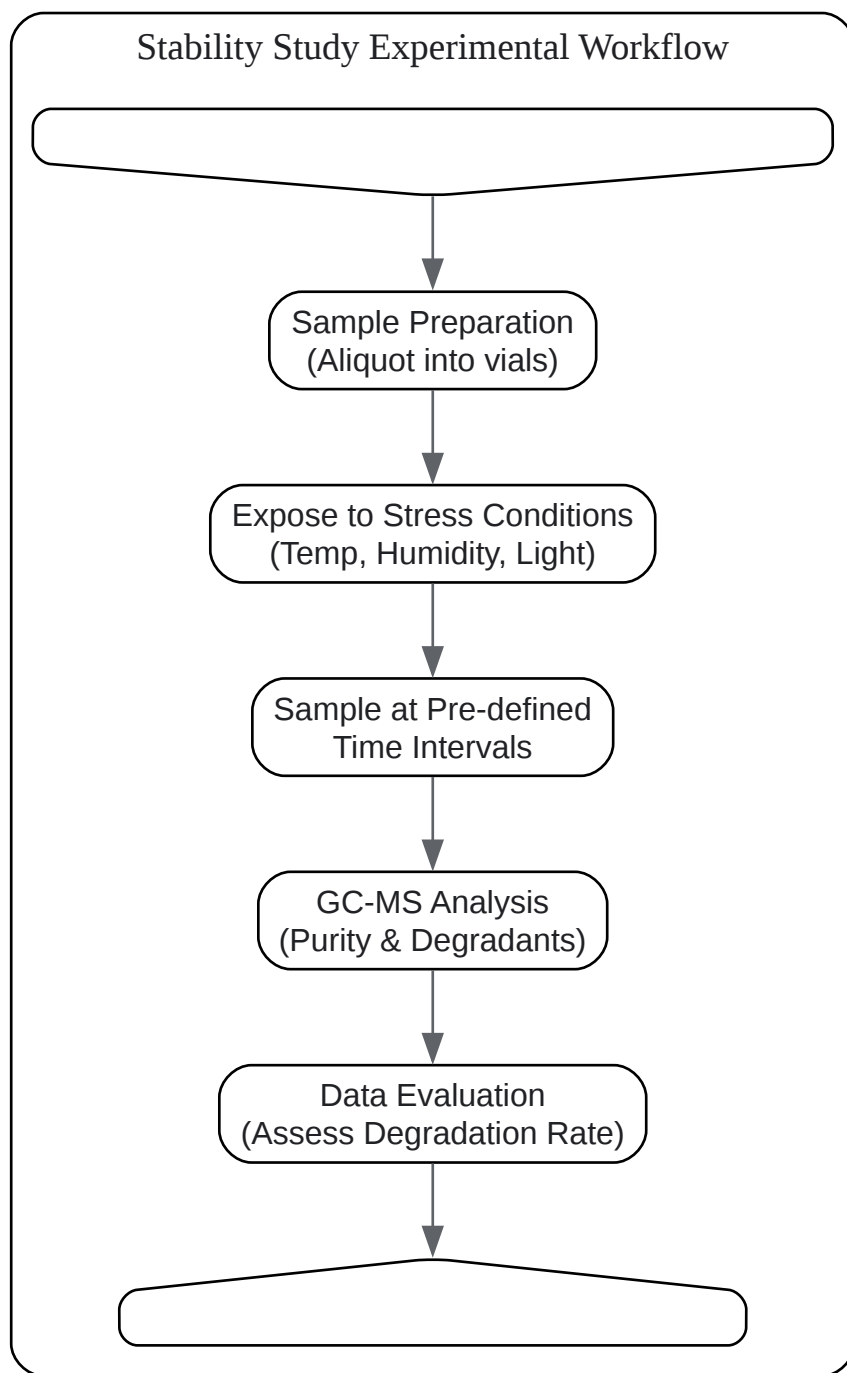 Stability Study Experimental Workflow
Sample Preparation
(Aliquot into vials)
Expose to Stress Conditions
(Temp, Humidity, Light)
Sample at Pre-defined
Time Intervals
GC-MS Analysis
(Purity & Degradants)
Data Evaluation
(Assess Degradation Rate)